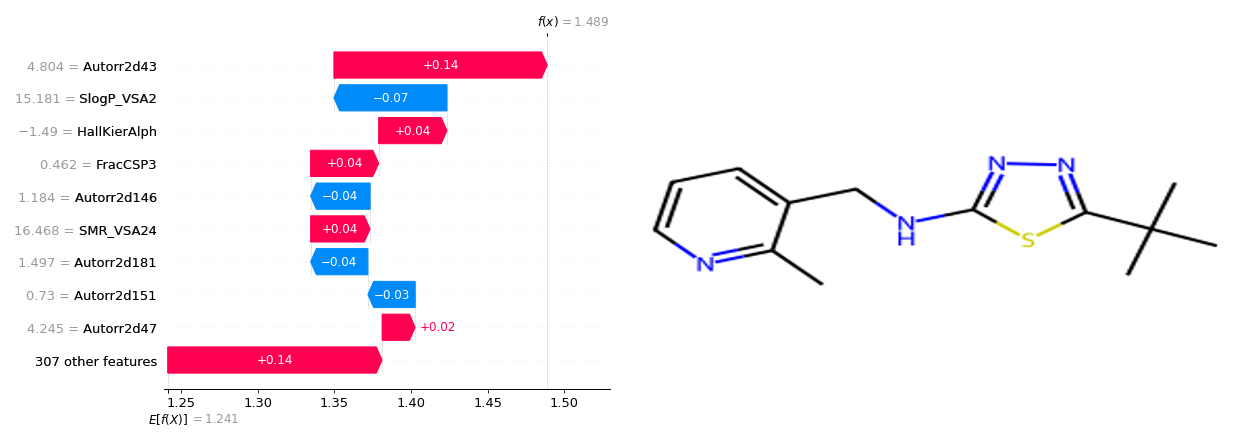 f(x) = 1.489
4.804 = Autorr2d43 +0.14
15.181 = SlogP_VSA2 −0.07
−1.49 = HallKierAlph +0.04
0.462 = FracCSP3 +0.04
1.184 = Autorr2d146 −0.04
16.468 = SMR_VSA24 +0.04
1.497 = Autorr2d181 −0.04
0.73 = Autorr2d151 −0.03
4.245 = Autorr2d47 +0.02
307 other features +0.14
1.25 1.30 1.35 1.40 1.45 1.50
E[f(X)] = 1.241
N N
N
H
S
N